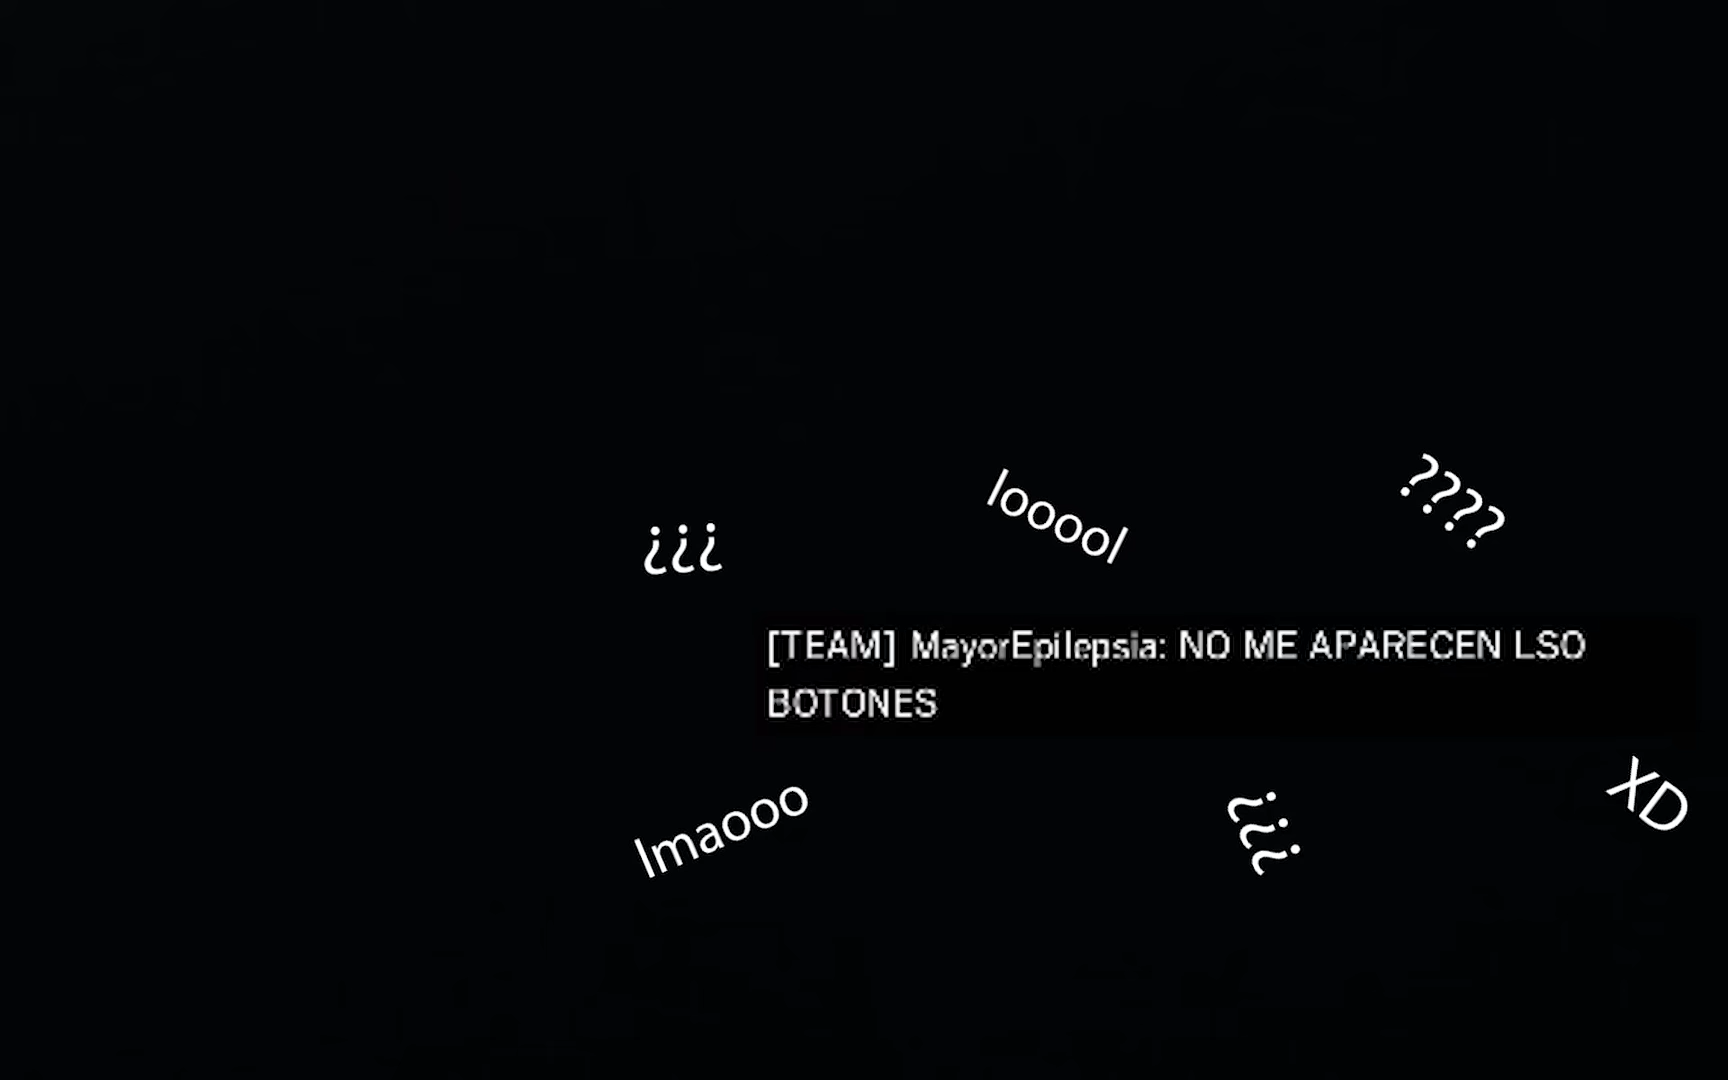 looool
????
¿¿¿
[TEAM] MayorEpilepsia: NO ME APARECEN LSO
BOTONES
XD
lmaooo
¿¿¿